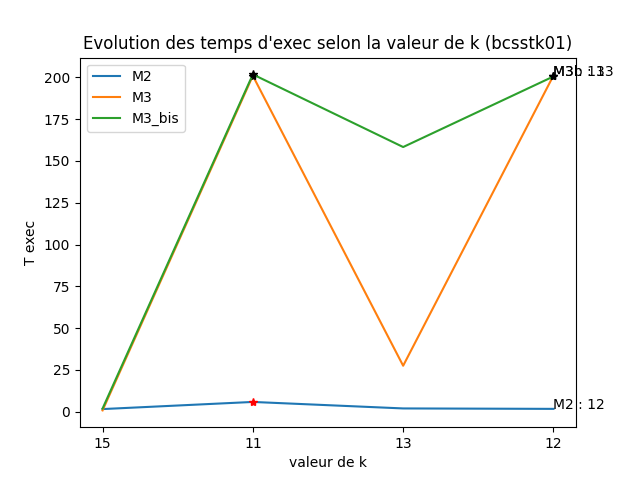 Evolution des temps d'exec selon la valeur de k (bcsstk01)
M2
M3
M3_bis
200
175
150
125
100
75
50
25
0
T exec
M2 : 12
15
11
13
12
valeur de k